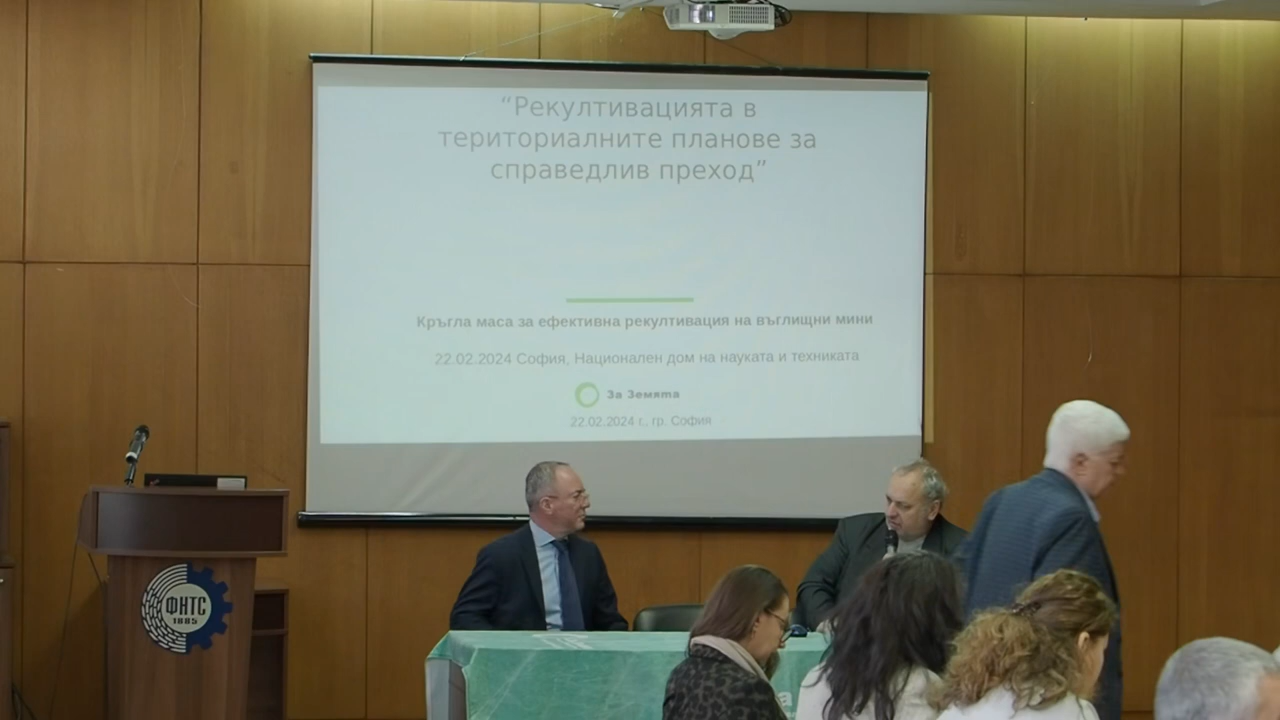 “Рекултивацията в
териториалните планове за
справедлив преход”
Кръгла маса за ефективна рекултивация на въглищни мини
22.02.2024 София, Национален дом на науката и техниката
За Земята
22.02.2024 г., гр. София
ФНТС
1885